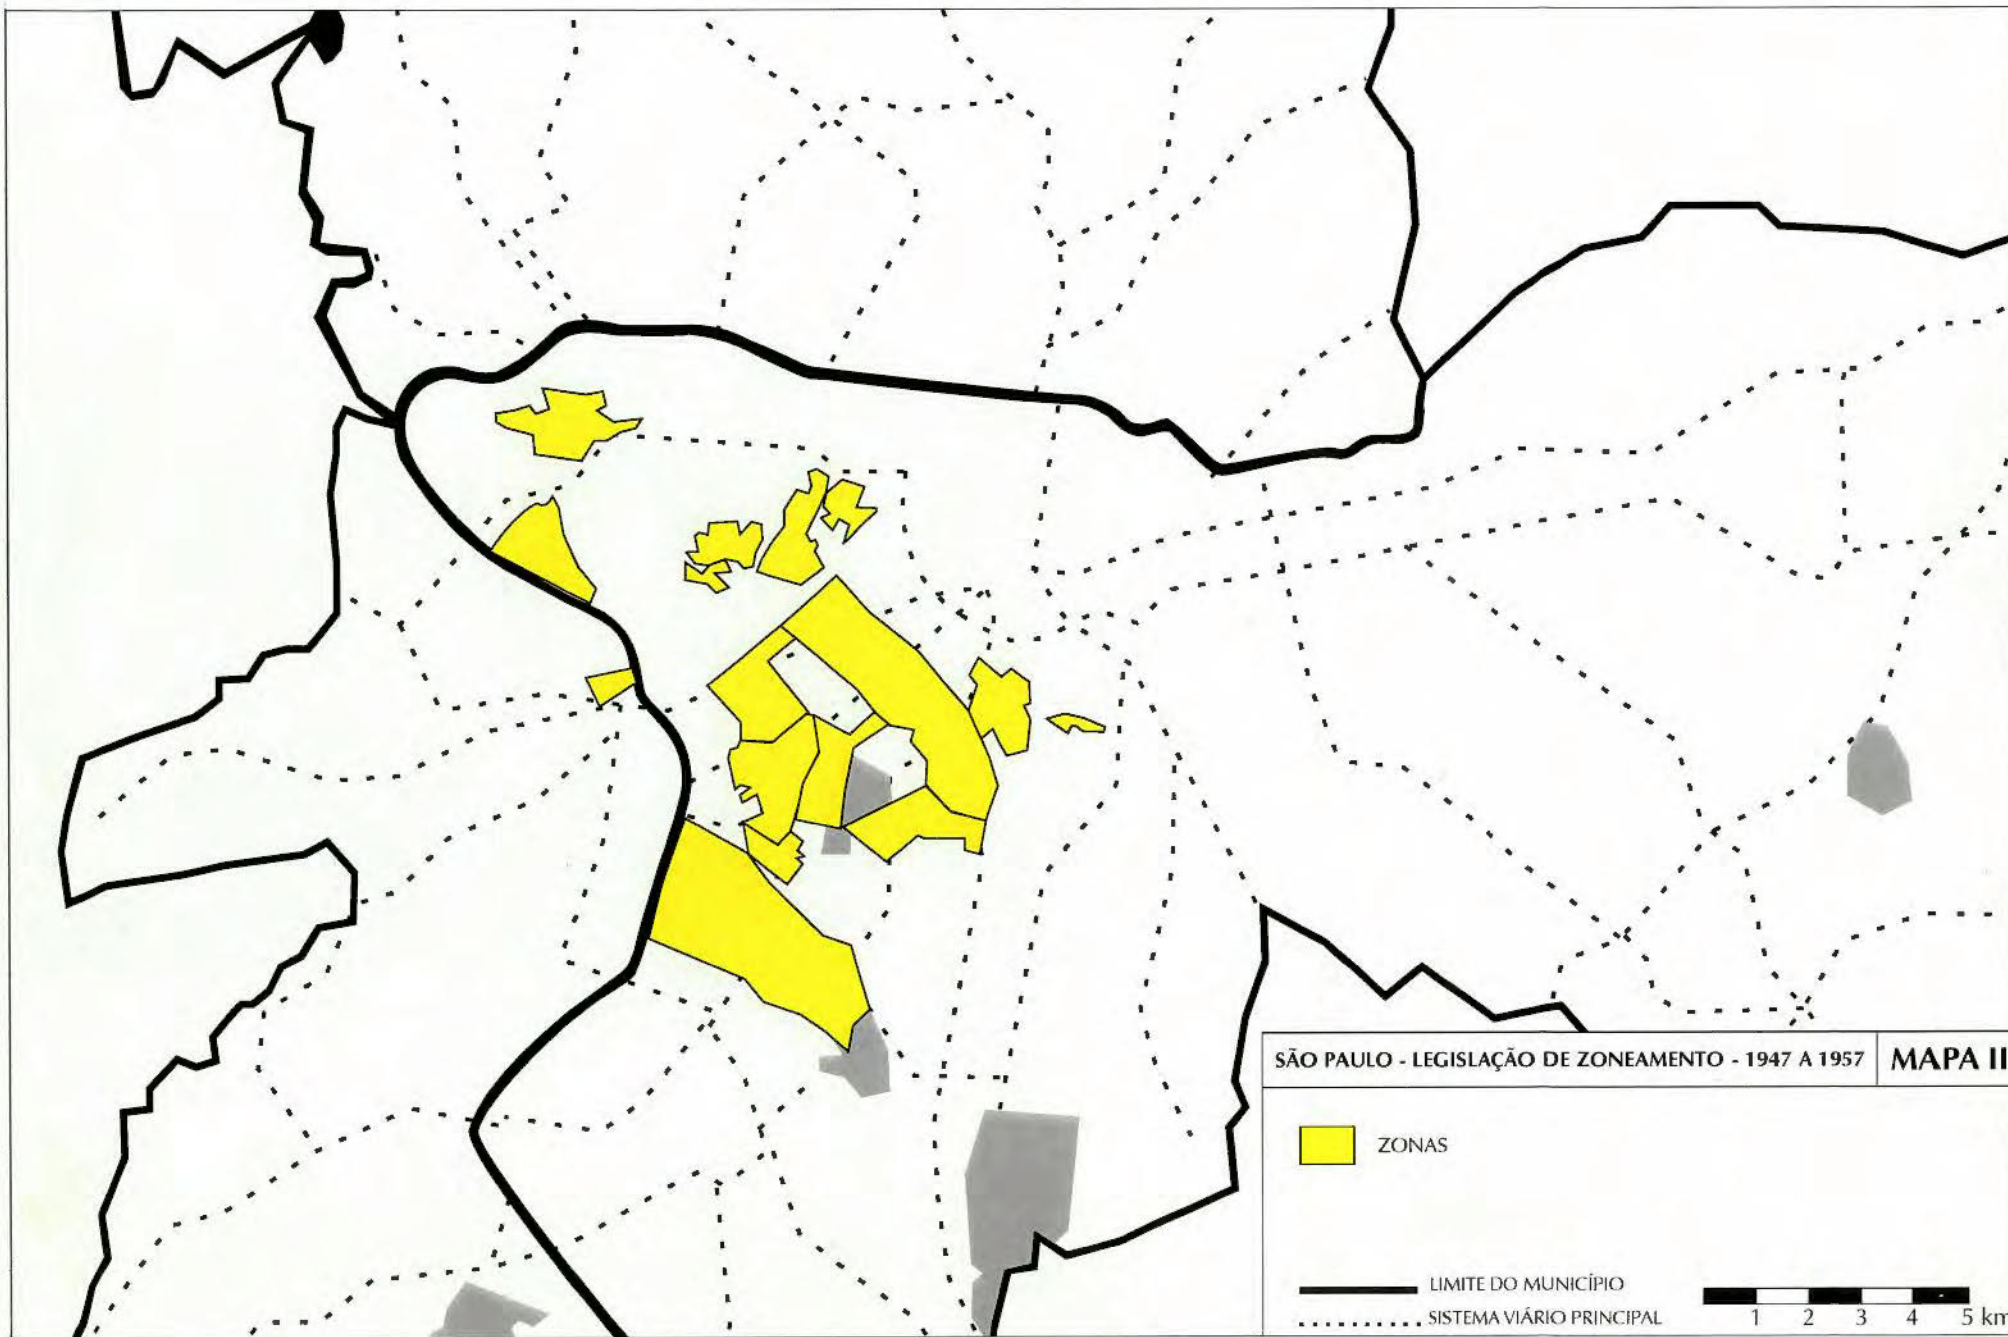 SÃO PAULO - LEGISLAÇÃO DE ZONEAMENTO - 1947 A 1957
MAPA II
ZONAS
LIMITE DO MUNICÍPIO
SISTEMA VIÁRIO PRINCIPAL
1 2 3 4 5 km